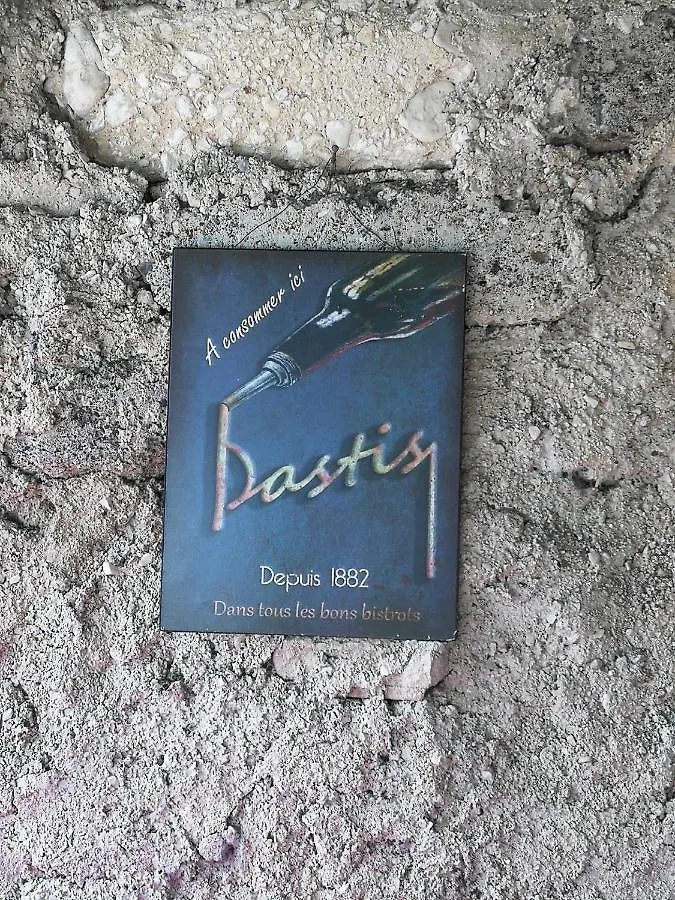 A consommer ici
Pastis
Depuis 1882
Dans tous les bons bistrots